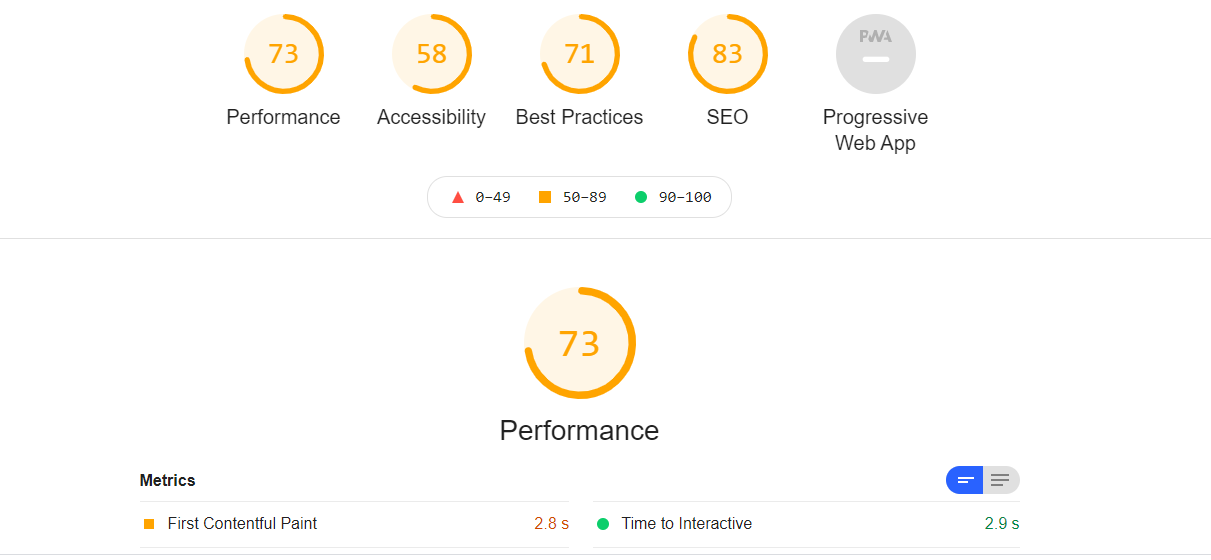 73 58 71 83 PWA
Performance Accessibility Best Practices SEO Progressive
Web App
0–49 50–89 90–100
73
Performance
Metrics
First Contentful Paint 2.8 s Time to Interactive 2.9 s